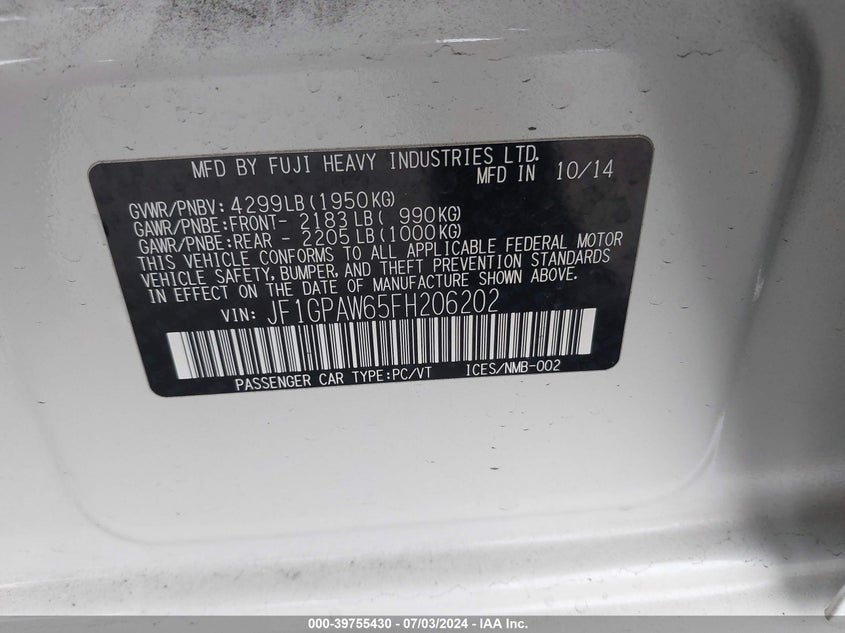 MFD BY FUJI HEAVY INDUSTRIES LTD.
MFD IN 10/14
GVWR/PNBV: 4299LB(1950KG)
GAWR/PNBE:FRONT- 2183LB( 990KG)
GAWR/PNBE:REAR - 2205LB(1000KG)
THIS VEHICLE CONFORMS TO ALL APPLICABLE FEDERAL MOTOR
VEHICLE SAFETY, BUMPER, AND THEFT PREVENTION STANDARDS
IN EFFECT ON THE DATE OF MANUFACTURE SHOWN ABOVE.
VIN: JF1GPAW65FH206202
PASSENGER CAR TYPE:PC/VT ICES/NMB-002
000-39755430 - 07/03/2024 - IAA Inc.